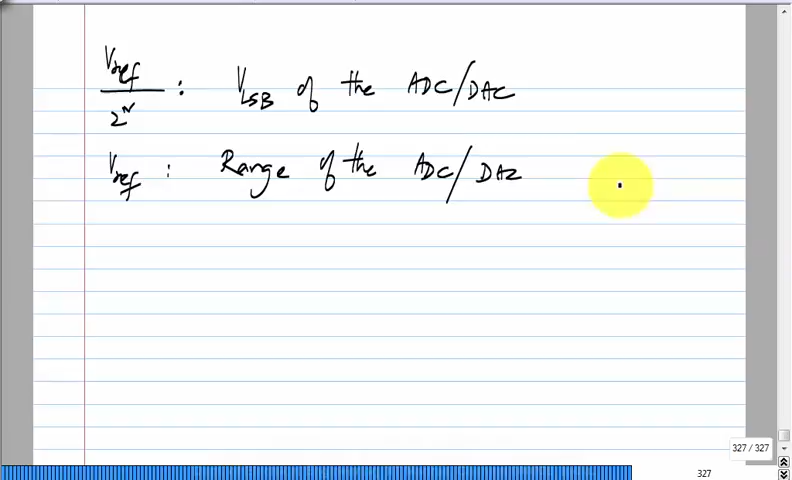 Vref/2^N : VLSB of the ADC/DAC
Vref : Range of the ADC/DAC
327 / 327
327